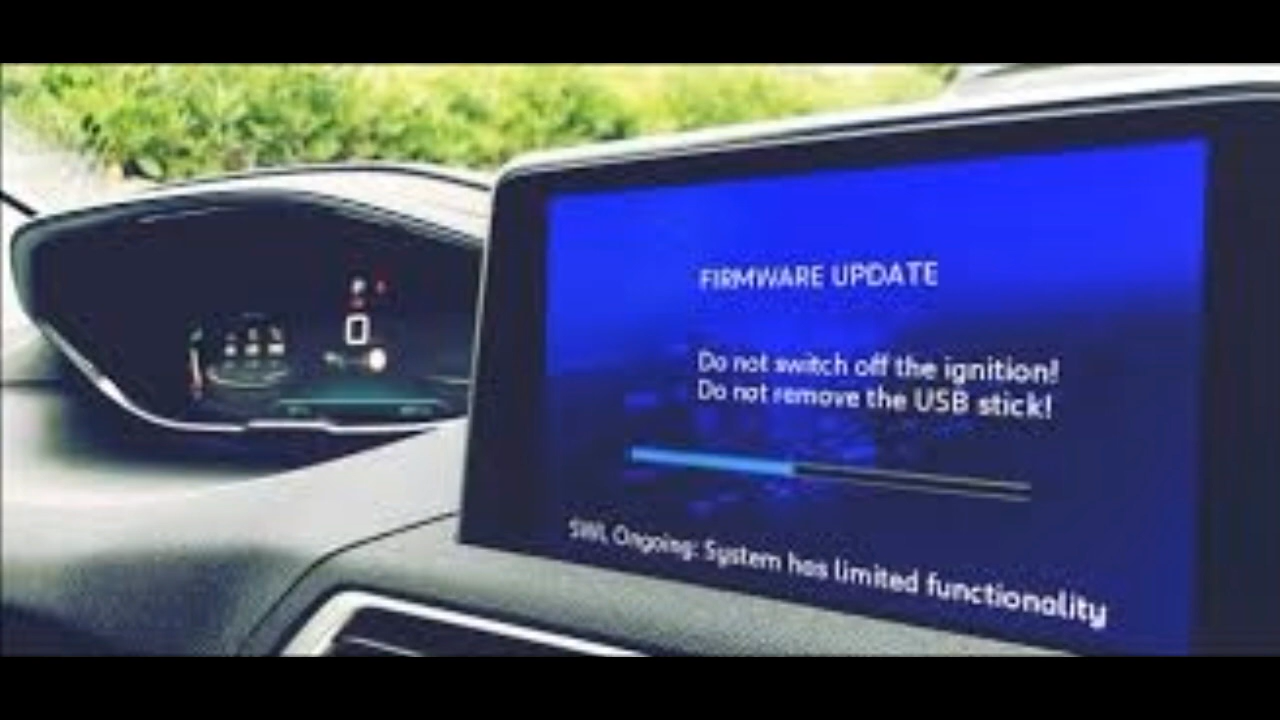 FIRMWARE UPDATE
Do not switch off the ignition!
Do not remove the USB stick!
SWL Ongoing: System has limited functionality